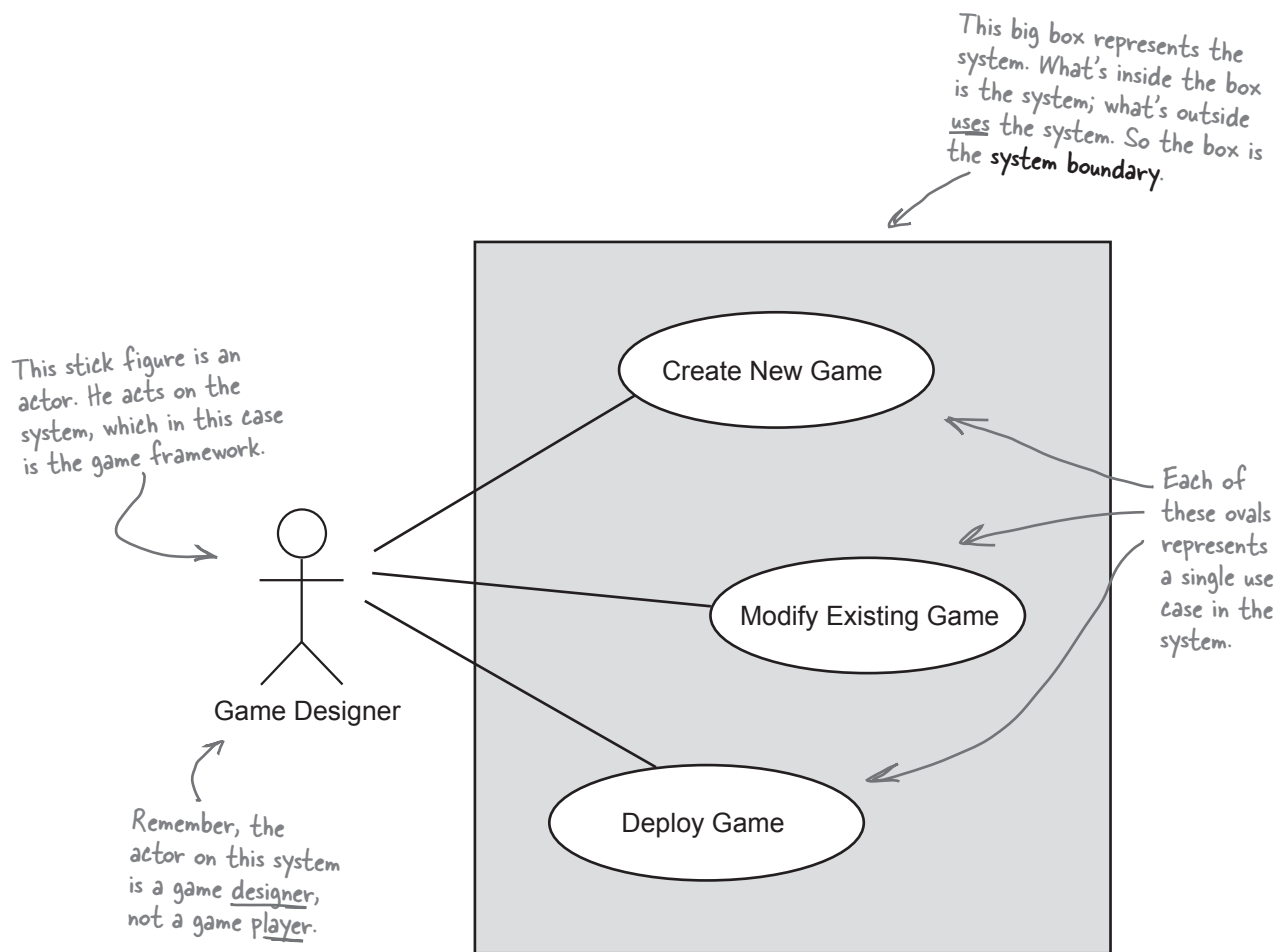 This big box represents the
system. What's inside the box
is the system; what's outside
uses the system. So the box is
the system boundary.
Create New Game
This stick figure is an
actor. He acts on the
system, which in this case
is the game framework.
Each of
these ovals
represents
a single use
case in the
system.
Modify Existing Game
Game Designer
Deploy Game
Remember, the
actor on this system
is a game designer,
not a game player.